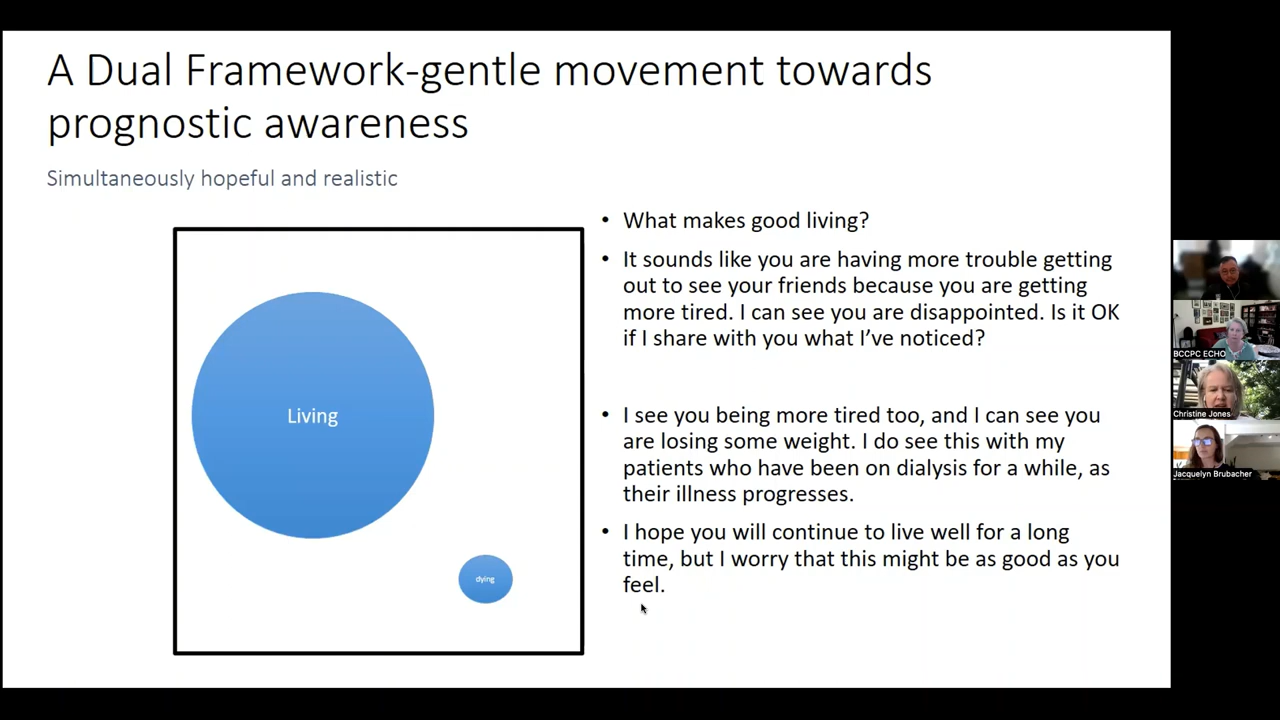 A Dual Framework-gentle movement towards
prognostic awareness
Simultaneously hopeful and realistic
Living
dying
• What makes good living?
• It sounds like you are having more trouble getting
out to see your friends because you are getting
more tired. I can see you are disappointed. Is it OK
if I share with you what I’ve noticed?
• I see you being more tired too, and I can see you
are losing some weight. I do see this with my
patients who have been on dialysis for a while, as
their illness progresses.
• I hope you will continue to live well for a long
time, but I worry that this might be as good as you
feel.
BCCPC ECHO
Christine Jones
Jacquelyn Brubacher